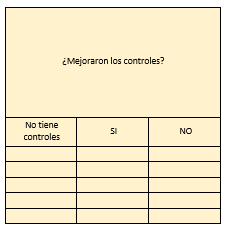 ¿Mejoraron los controles?
No tiene SI NO
controles